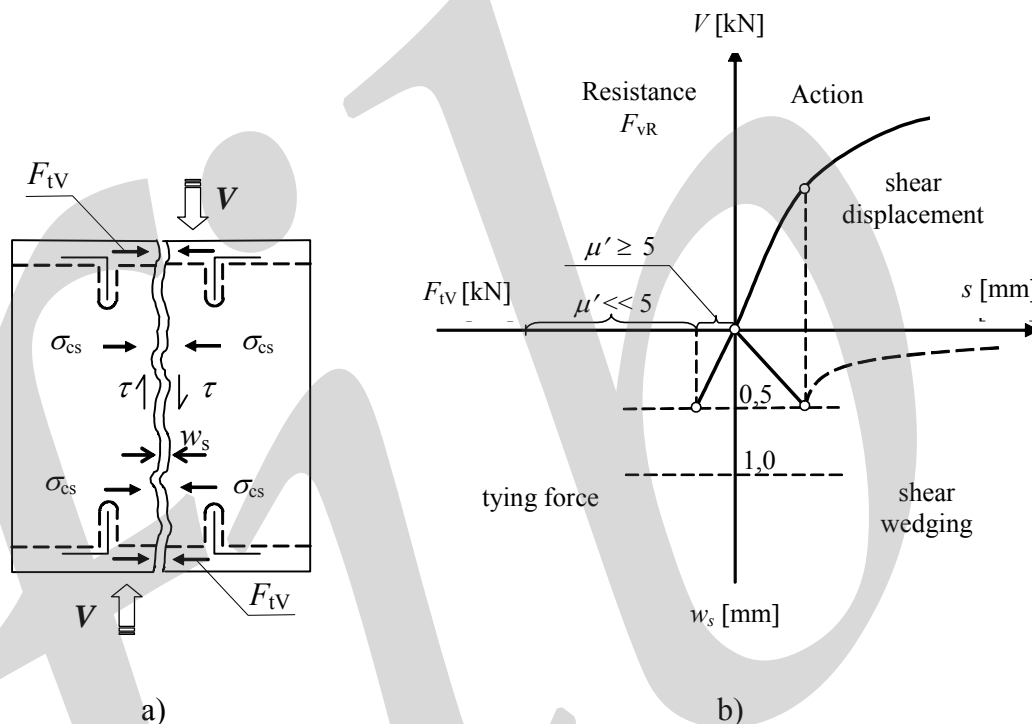 V [kN]
Resistance
F_vR
Action
F_tV
V
shear
displacement
μ′ ≥ 5
F_tV [kN]
μ′ << 5
s [mm]
σ_cs
σ_cs
τ
τ
0,5
w_s
1,0
σ_cs
σ_cs
tying force
shear
wedging
F_tV
V
w_s [mm]
a)
b)
fib